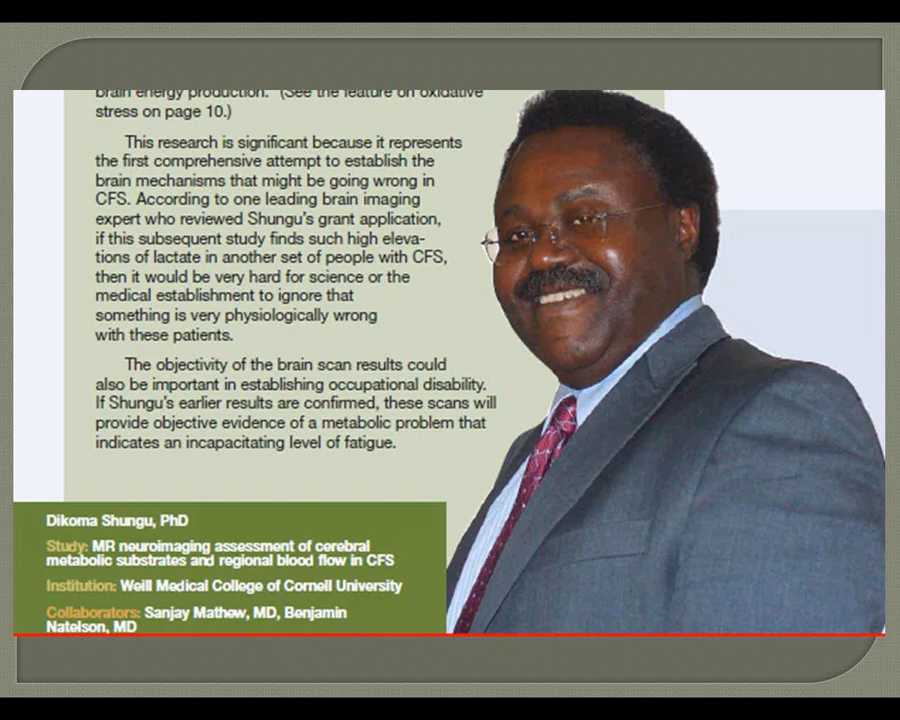 brain energy production.” (See the feature on oxidative
stress on page 10.)
This research is significant because it represents
the first comprehensive attempt to establish the
brain mechanisms that might be going wrong in
CFS. According to one leading brain imaging
expert who reviewed Shungu's grant application,
if this subsequent study finds such high eleva-
tions of lactate in another set of people with CFS,
then it would be very hard for science or the
medical establishment to ignore that
something is very physiologically wrong
with these patients.
The objectivity of the brain scan results could
also be important in establishing occupational disability.
If Shungu's earlier results are confirmed, these scans will
provide objective evidence of a metabolic problem that
indicates an incapacitating level of fatigue.
Dikoma Shungu, PhD
Study: MR neuroimaging assessment of cerebral
metabolic substrates and regional blood flow in CFS
Institution: Weill Medical College of Cornell University
Collaborators: Sanjay Mathew, MD, Benjamin
Natelson, MD